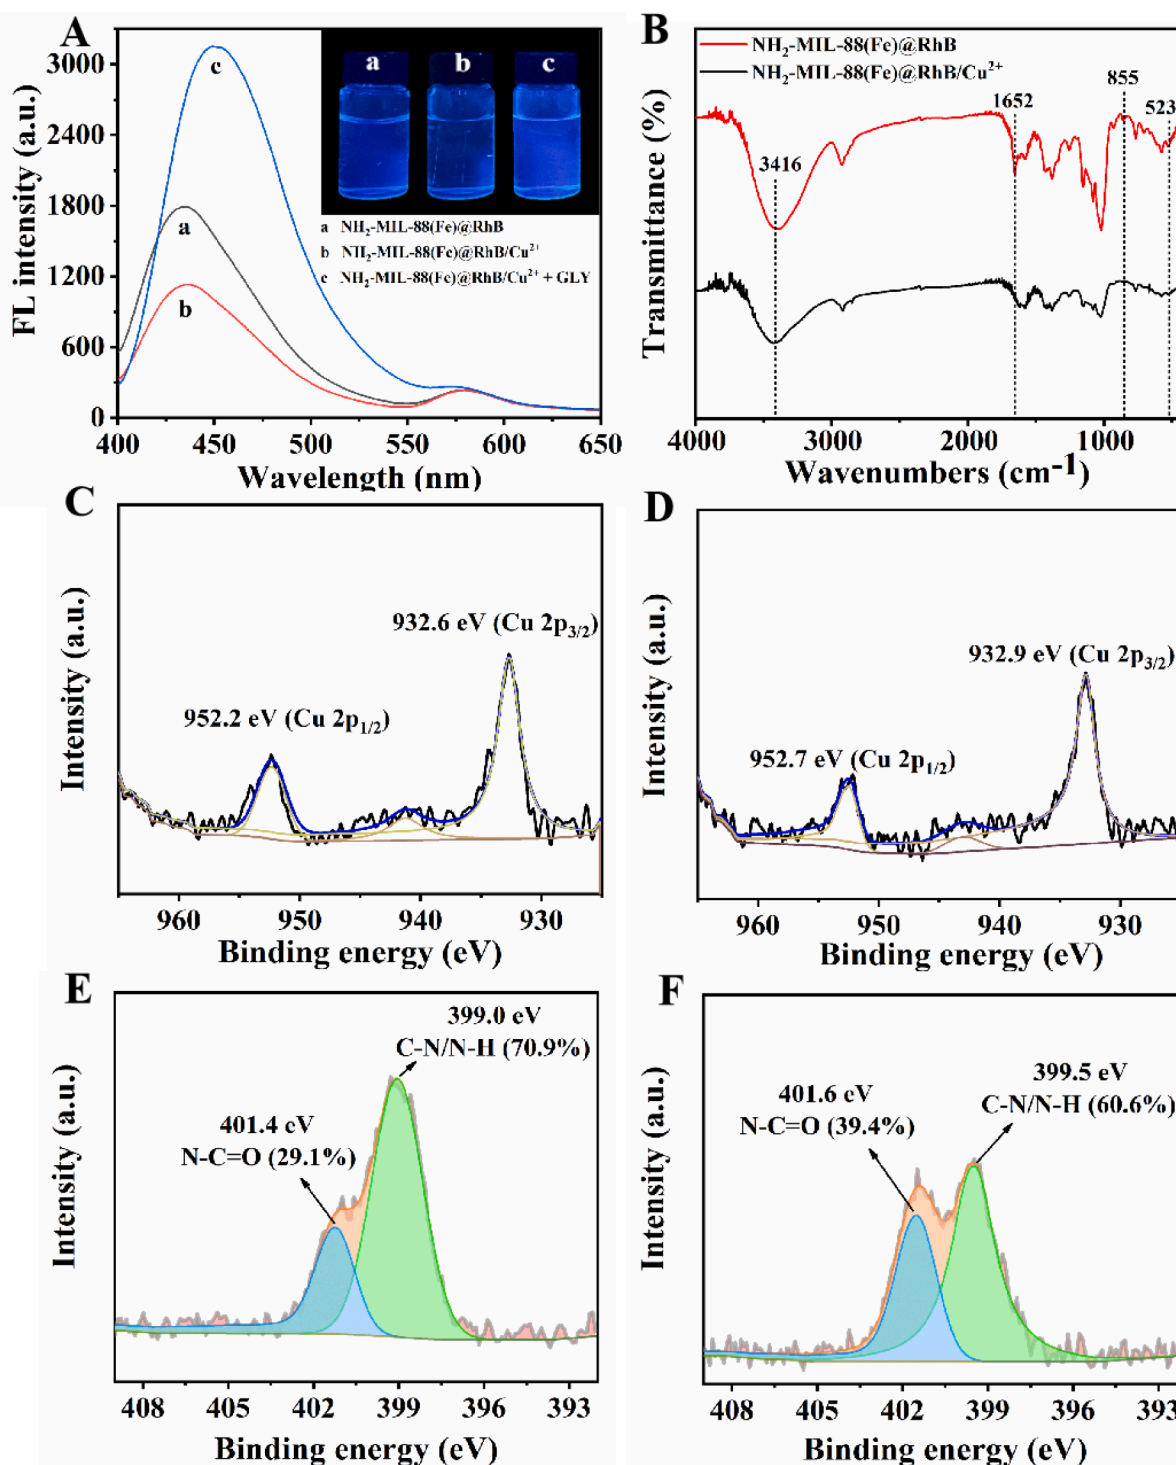 A
FL intensity (a.u.)
3000
2400
1800
1200
600
0
400 450 500 550 600 650
Wavelength (nm)
c
a
b
a b c
a NH₂-MIL-88(Fe)@RhB
b NH₂-MIL-88(Fe)@RhB/Cu²⁺
c NH₂-MIL-88(Fe)@RhB/Cu²⁺ + GLY
B
Transmittance (%)
NH₂-MIL-88(Fe)@RhB
NH₂-MIL-88(Fe)@RhB/Cu²⁺
3416
1652
855
523
4000 3000 2000 1000
Wavenumbers (cm⁻¹)
C
Intensity (a.u.)
932.6 eV (Cu 2p₃/₂)
952.2 eV (Cu 2p₁/₂)
960 950 940 930
Binding energy (eV)
D
Intensity (a.u.)
932.9 eV (Cu 2p₃/₂)
952.7 eV (Cu 2p₁/₂)
960 950 940 930
Binding energy (eV)
E
Intensity (a.u.)
399.0 eV
C-N/N-H (70.9%)
401.4 eV
N-C=O (29.1%)
408 405 402 399 396 393
Binding energy (eV)
F
Intensity (a.u.)
399.5 eV
C-N/N-H (60.6%)
401.6 eV
N-C=O (39.4%)
408 405 402 399 396 393
Binding energy (eV)